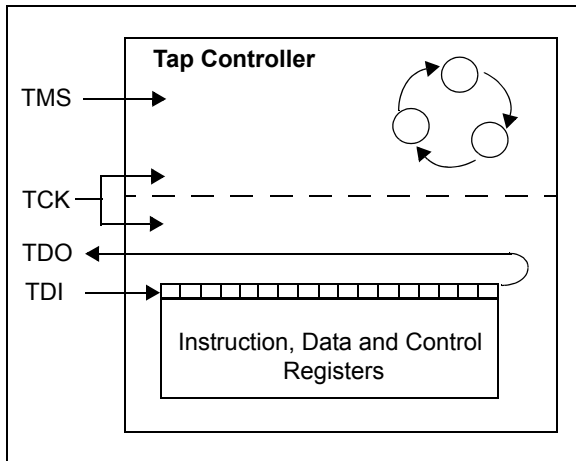 Tap Controller
TMS
TCK
TDO
TDI
Instruction, Data and Control
Registers